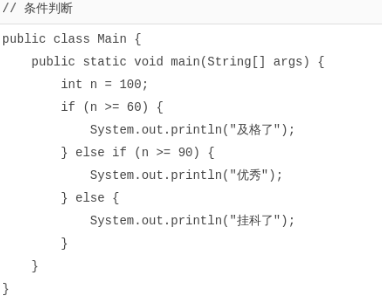 // 条件判断
public class Main {
    public static void main(String[] args) {
        int n = 100;
        if (n >= 60) {
            System.out.println("及格了");
        } else if (n >= 90) {
            System.out.println("优秀");
        } else {
            System.out.println("挂科了");
        }
    }
}